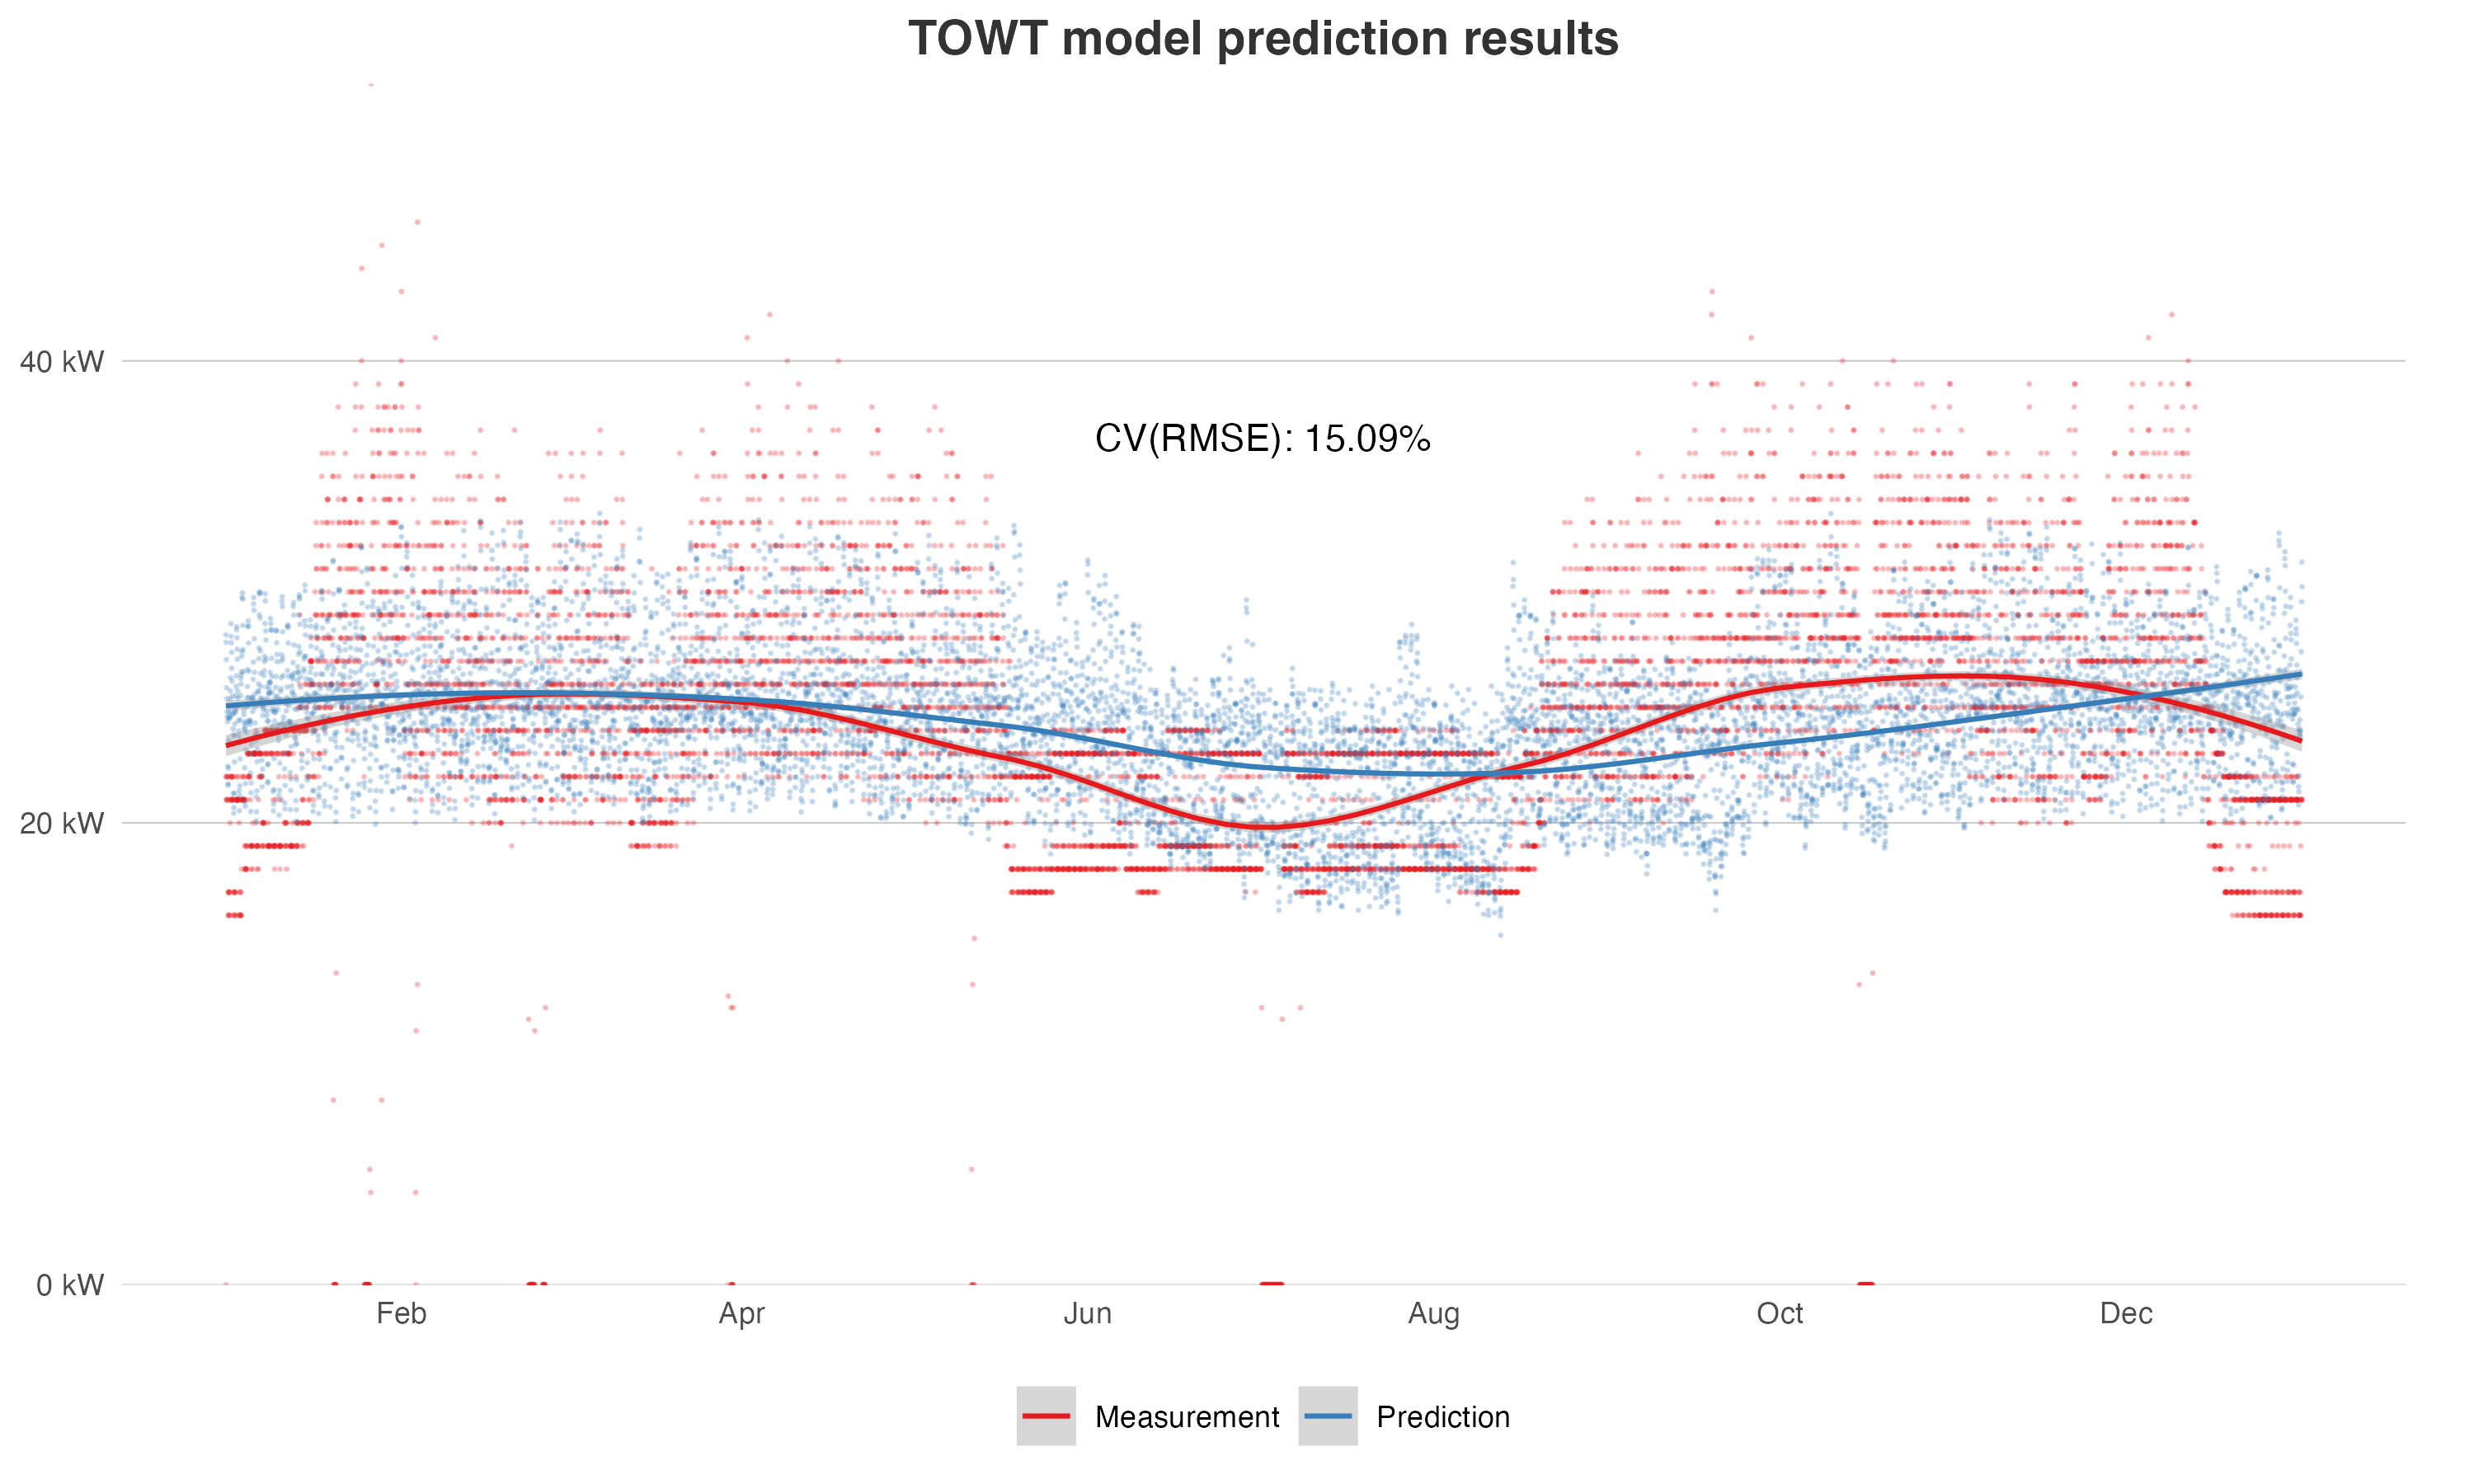 TOWT model prediction results
40 kW
CV(RMSE): 15.09%
20 kW
0 kW
Feb Apr Jun Aug Oct Dec
Measurement Prediction